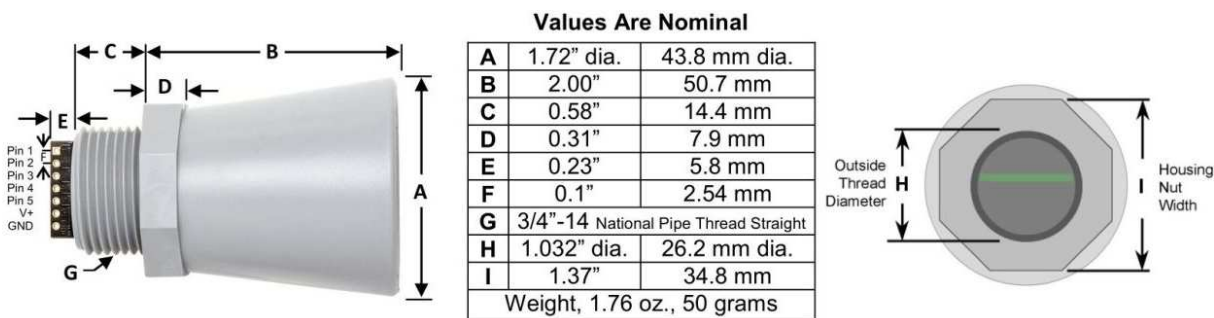 C
B
D
E
F
Pin 1
Pin 2
Pin 3
Pin 4
Pin 5
V+
GND
G
A
Values Are Nominal
A 1.72” dia. 43.8 mm dia.
B 2.00” 50.7 mm
C 0.58” 14.4 mm
D 0.31” 7.9 mm
E 0.23” 5.8 mm
F 0.1” 2.54 mm
G 3/4”-14 National Pipe Thread Straight
H 1.032” dia. 26.2 mm dia.
I 1.37” 34.8 mm
Weight, 1.76 oz., 50 grams
Outside
Thread
Diameter
H
I
Housing
Nut
Width